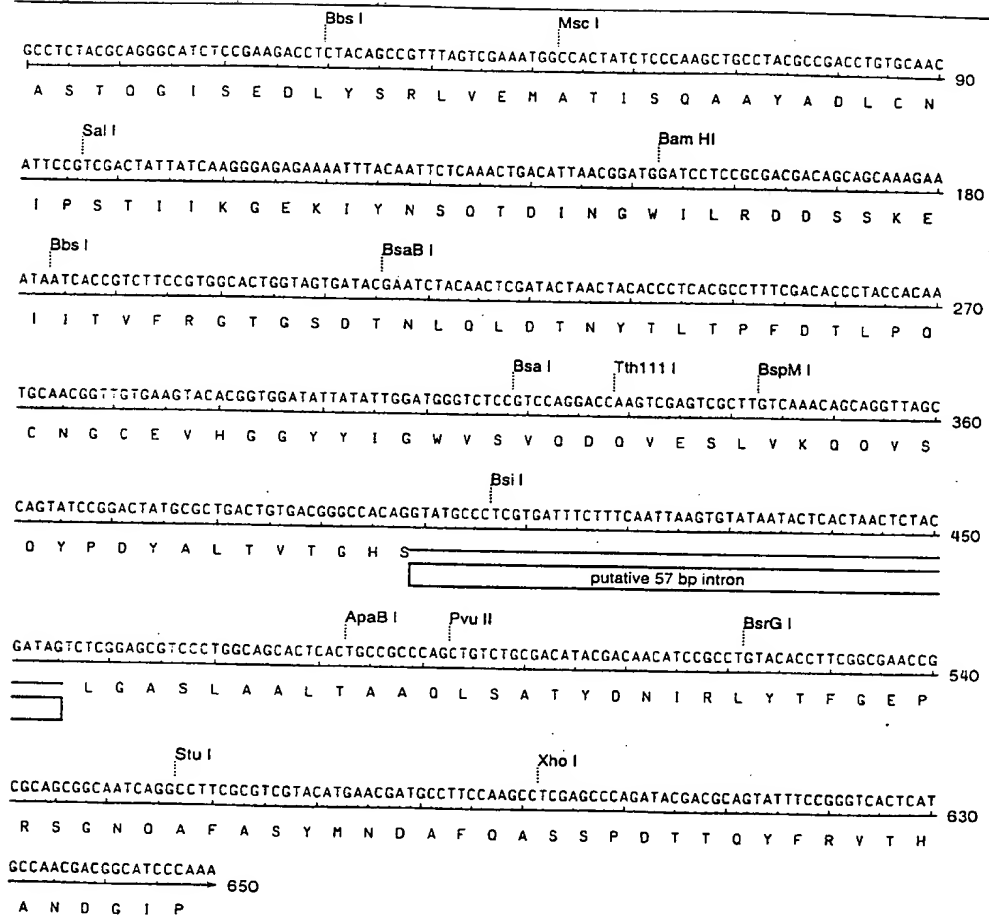 Bbs I Msc I
GCCTCTACGCAGGGCATCTCCGAAGACCTCTACAGCCGTTTAGTCGAAATGGCCACTATCTCCCAAGCTGCCTACGCCGACCTGTGCAAC
90
A S T Q G I S E D L Y S R L V E M A T I S Q A A Y A D L C N
Sal I Bam HI
ATTCCGTCGACTATTATCAAGGGAGAGAAAATTTACAATTCTCAAACTGACATTAACGGATGGATCCTCCGCGACGACAGCAGCAAAGAA
180
I P S T I I K G E K I Y N S Q T D I N G W I L R D D S S K E
Bbs I BsaB I
ATAATCACCGTCTTCCGTGGCACTGGTAGTGATACGAATCTACAACTCGATACTAACTACACCCTCACGCCTTTCGACACCCTACCACAA
270
I I T V F R G T G S D T N L Q L D T N Y T L T P F D T L P Q
Bsa I Tth111 I BspM I
TGCAACGGTTGTGAAGTACACGGTGGATATTATATTGGATGGGTCTCCGTCCAGGACCAAGTCGAGTCGCTTGTCAAACAGCAGGTTAGC
360
C N G C E V H G G Y Y I G W V S V Q D Q V E S L V K Q Q V S
Bsi I
CAGTATCCGGACTATGCGCTGACTGTGACGGGCCACAGGTATGCCCTCGTGATTTCTTTCAATTAAGTGTATAATACTCACTAACTCTAC
450
Q Y P D Y A L T V T G H S
putative 57 bp intron
ApaB I Pvu II BsrG I
GATAGTCTCGGAGCGTCCCTGGCAGCACTCACTGCCGCCCAGCTGTCTGCGACATACGACAACATCCGCCTGTACACCTTCGGCGAACCG
540
L G A S L A A L T A A Q L S A T Y D N I R L Y T F G E P
Stu I Xho I
CGCAGCGGCAATCAGGCCTTCGCGTCGTACATGAACGATGCCTTCCAAGCCTCGAGCCCAGATACGACGCAGTATTTCCGGGTCACTCAT
630
R S G N Q A F A S Y M N D A F Q A S S P D T T Q Y F R V T H
GCCAACGACGGCATCCCAAA
650
A N D G I P